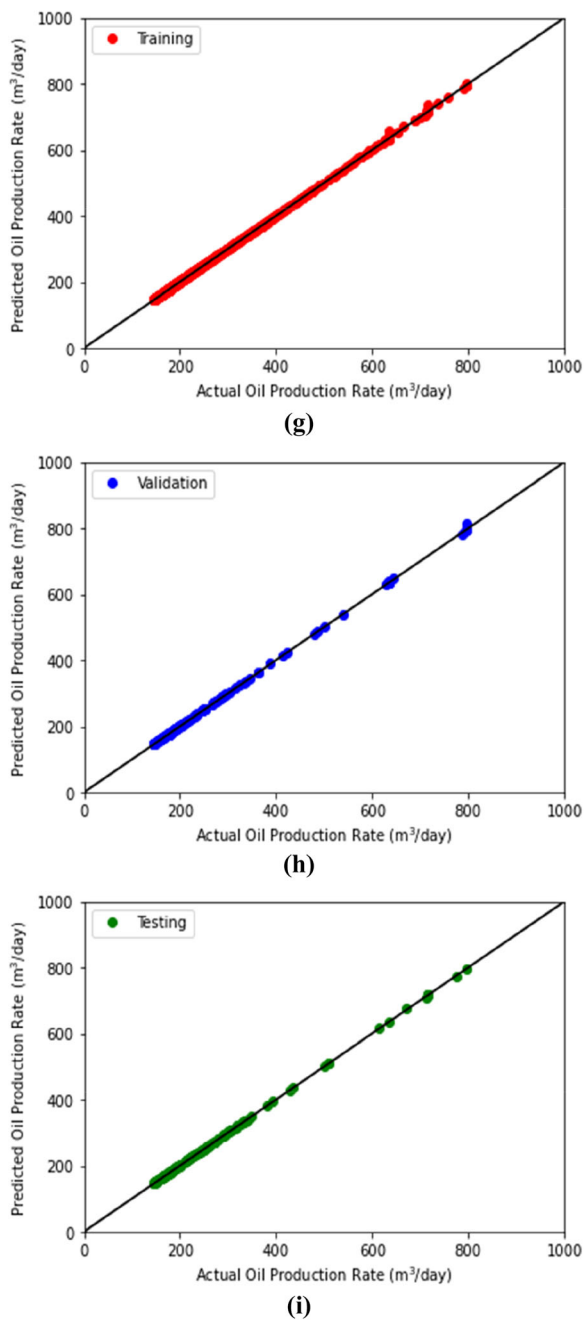 1000
Training
800
600
400
200
0
Predicted Oil Production Rate (m³/day)
0 200 400 600 800 1000
Actual Oil Production Rate (m³/day)
(g)
1000
Validation
800
600
400
200
0
Predicted Oil Production Rate (m³/day)
0 200 400 600 800 1000
Actual Oil Production Rate (m³/day)
(h)
1000
Testing
800
600
400
200
0
Predicted Oil Production Rate (m³/day)
0 200 400 600 800 1000
Actual Oil Production Rate (m³/day)
(i)